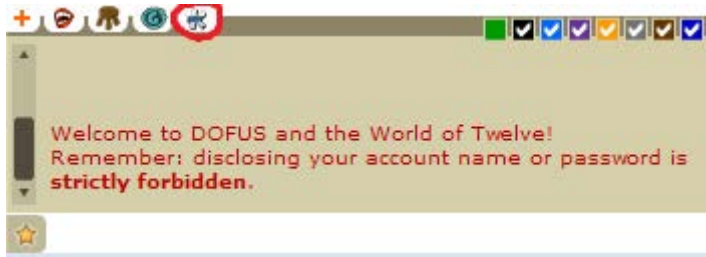 Welcome to DOFUS and the World of Twelve!
Remember: disclosing your account name or password is
strictly forbidden.